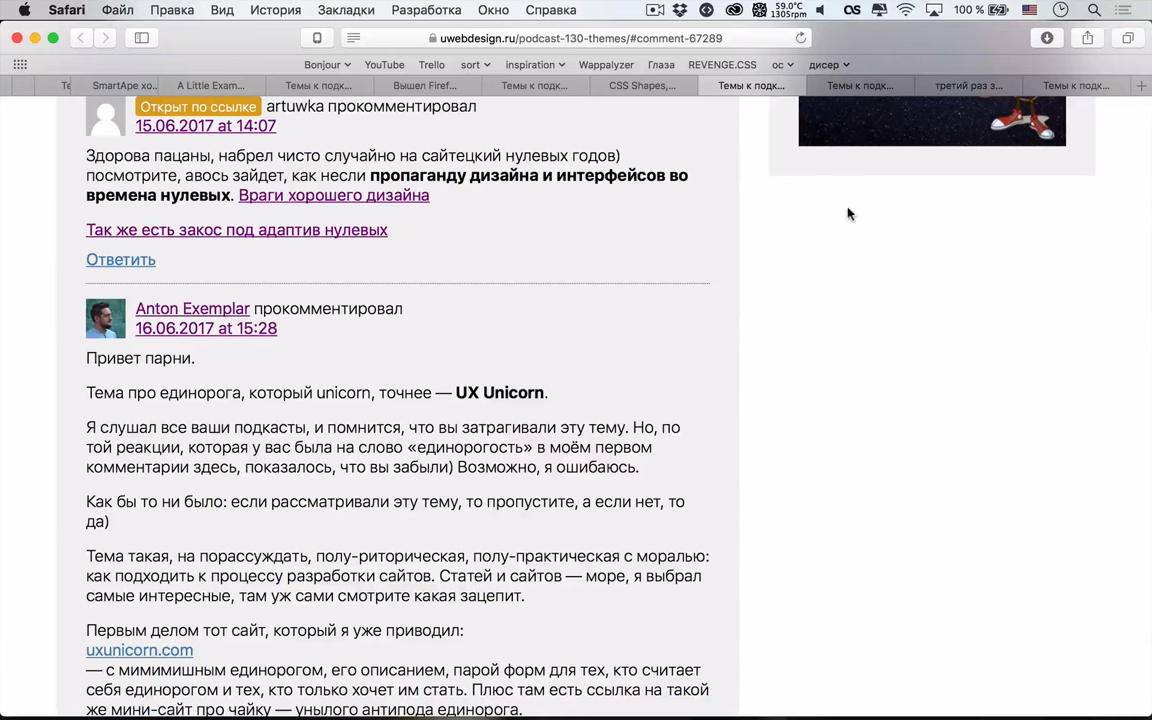 Safari Файл Правка Вид История Закладки Разработка Окно Справка 59.0°C 1305rpm 100 %
uwebdesign.ru/podcast-130-themes/#comment-67289
Bonjour YouTube Trello sort inspiration Wappalyzer Глаза REVENGE.CSS ос дисер
Те SmartApe хо... A Little Exam... Темы к подк... Вышел Firef... Темы к подк... CSS Shapes,... Темы к подк... Темы к подк... третий раз з... Темы к подк...
Открыт по ссылке artuwka прокомментировал
15.06.2017 at 14:07
Здорова пацаны, набрел чисто случайно на сайтецкий нулевых годов)
посмотрите, авось зайдет, как несли пропаганду дизайна и интерфейсов во
времена нулевых. Враги хорошего дизайна
Так же есть закос под адаптив нулевых
Ответить
Anton Exemplar прокомментировал
16.06.2017 at 15:28
Привет парни.
Тема про единорога, который unicorn, точнее — UX Unicorn.
Я слушал все ваши подкасты, и помнится, что вы затрагивали эту тему. Но, по
той реакции, которая у вас была на слово «единорогость» в моём первом
комментарии здесь, показалось, что вы забыли) Возможно, я ошибаюсь.
Как бы то ни было: если рассматривали эту тему, то пропустите, а если нет, то
да)
Тема такая, на порассуждать, полу-риторическая, полу-практическая с моралью:
как подходить к процессу разработки сайтов. Статей и сайтов — море, я выбрал
самые интересные, там уж сами смотрите какая зацепит.
Первым делом тот сайт, который я уже приводил:
uxunicorn.com
— с мимимишным единорогом, его описанием, парой форм для тех, кто считает
себя единорогом и тех, кто только хочет им стать. Плюс там есть ссылка на такой
же мини-сайт про чайку — унылого антипода единорога.